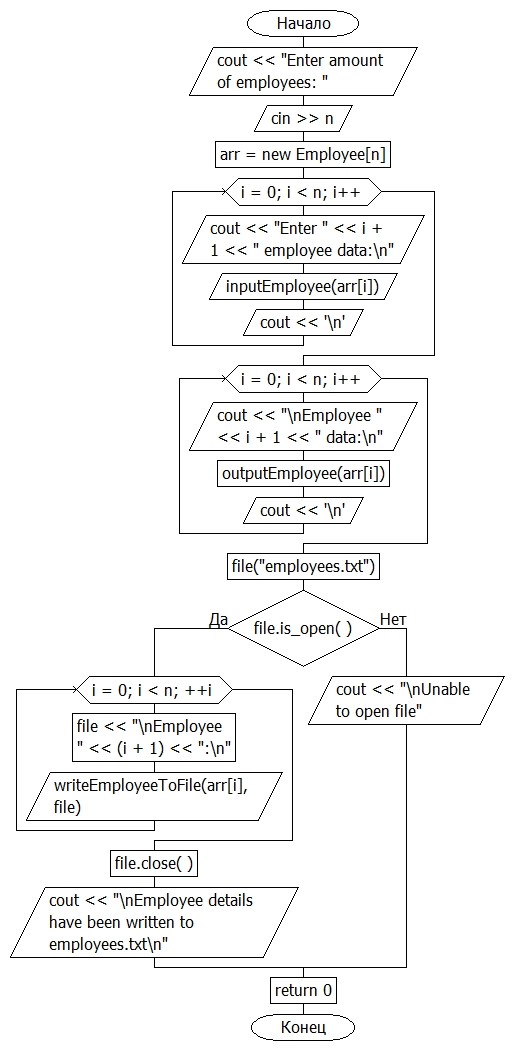 Начало
cout << "Enter amount
of employees: "
cin >> n
arr = new Employee[n]
i = 0; i < n; i++
cout << "Enter " << i +
1 << " employee data:\n"
inputEmployee(arr[i])
cout << '\n'
i = 0; i < n; i++
cout << "\nEmployee "
<< i + 1 << " data:\n"
outputEmployee(arr[i])
cout << '\n'
file("employees.txt")
file.is_open( )
Да
Нет
i = 0; i < n; ++i
file << "\nEmployee
" << (i + 1) << ":\n"
writeEmployeeToFile(arr[i],
file)
file.close( )
cout << "\nEmployee details
have been written to
employees.txt\n"
cout << "\nUnable
to open file"
return 0
Конец